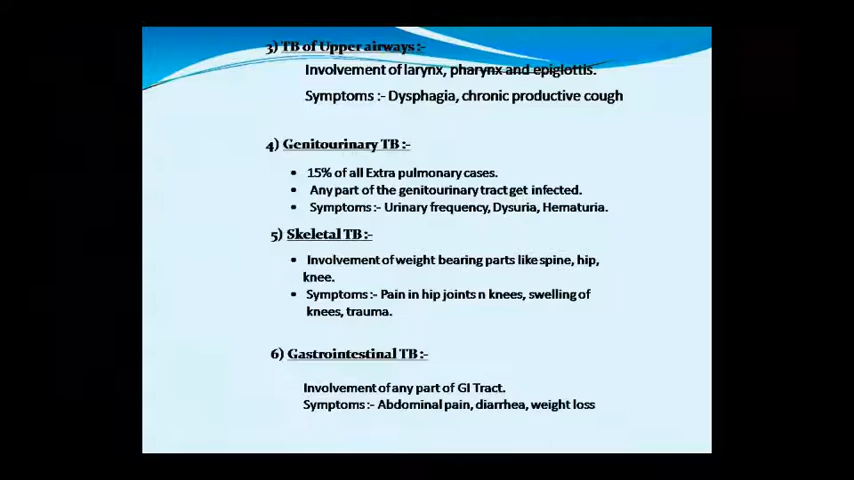 3) TB of Upper airways :-
Involvement of larynx, pharynx and epiglottis.
Symptoms :- Dysphagia, chronic productive cough
4) Genitourinary TB :-
• 15% of all Extra pulmonary cases.
• Any part of the genitourinary tract get infected.
• Symptoms :- Urinary frequency, Dysuria, Hematuria.
5) Skeletal TB :-
• Involvement of weight bearing parts like spine, hip,
knee.
• Symptoms :- Pain in hip joints n knees, swelling of
knees, trauma.
6) Gastrointestinal TB :-
Involvement of any part of GI Tract.
Symptoms :- Abdominal pain, diarrhea, weight loss